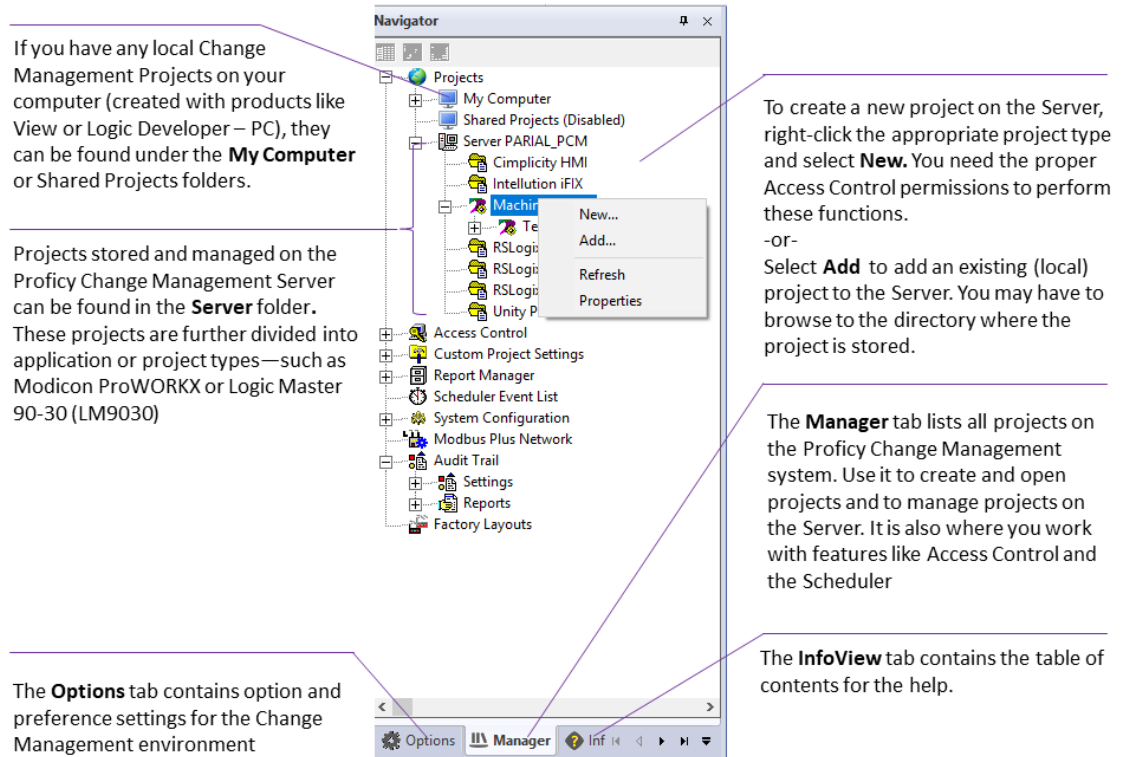 If you have any local Change
Management Projects on your
computer (created with products like
View or Logic Developer – PC), they
can be found under the My Computer
or Shared Projects folders.
Projects stored and managed on the
Proficy Change Management Server
can be found in the Server folder.
These projects are further divided into
application or project types—such as
Modicon ProWORKX or Logic Master
90-30 (LM9030)
The Options tab contains option and
preference settings for the Change
Management environment
Navigator
Projects
My Computer
Shared Projects (Disabled)
Server PARIAL_PCM
Cimplicity HMI
Intellution iFIX
Machin
Te
RSLogix
RSLogix
RSLogix
Unity P
New...
Add...
Refresh
Properties
Access Control
Custom Project Settings
Report Manager
Scheduler Event List
System Configuration
Modbus Plus Network
Audit Trail
Settings
Reports
Factory Layouts
Options Manager Inf
To create a new project on the Server,
right-click the appropriate project type
and select New. You need the proper
Access Control permissions to perform
these functions.
-or-
Select Add to add an existing (local)
project to the Server. You may have to
browse to the directory where the
project is stored.
The Manager tab lists all projects on
the Proficy Change Management
system. Use it to create and open
projects and to manage projects on
the Server. It is also where you work
with features like Access Control and
the Scheduler
The InfoView tab contains the table of
contents for the help.